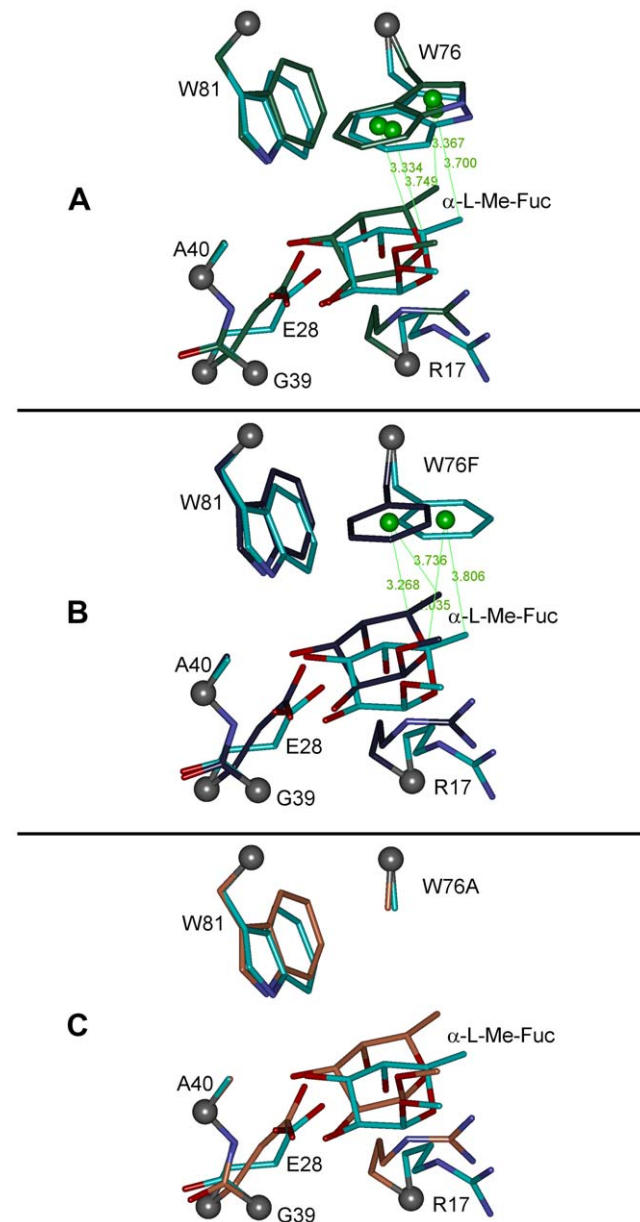 W81
W76
3.367
3.334
3.700
3.749
α-L-Me-Fuc
A
A40
E28
G39
R17
W76F
W81
3.736
3.268
3.806
.035
α-L-Me-Fuc
B
A40
E28
G39
R17
W76A
W81
C
α-L-Me-Fuc
A40
E28
G39
R17